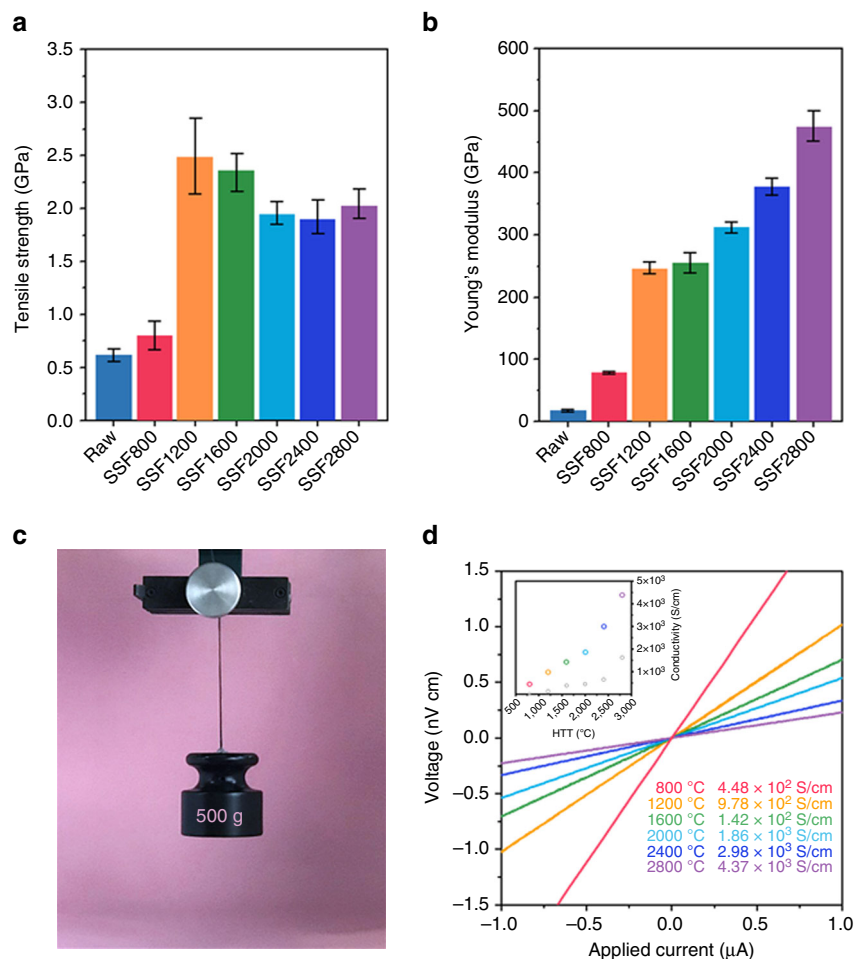 a
3.5
3.0
2.5
2.0
1.5
1.0
0.5
0.0
Tensile strength (GPa)
Raw
SSF800
SSF1200
SSF1600
SSF2000
SSF2400
SSF2800
b
600
500
400
300
200
100
0
Young's modulus (GPa)
Raw
SSF800
SSF1200
SSF1600
SSF2000
SSF2400
SSF2800
c
500 g
d
1.5
1.0
0.5
0.0
–0.5
–1.0
–1.5
Voltage (nV cm)
5×10³
4×10³
3×10³
2×10³
1×10³
Conductivity (S/cm)
500
1,000
1,500
2,000
2,500
3,000
HTT (°C)
800 °C 4.48 × 10² S/cm
1200 °C 9.78 × 10² S/cm
1600 °C 1.42 × 10² S/cm
2000 °C 1.86 × 10³ S/cm
2400 °C 2.98 × 10³ S/cm
2800 °C 4.37 × 10³ S/cm
–1.0
–0.5
0.0
0.5
1.0
Applied current (μA)